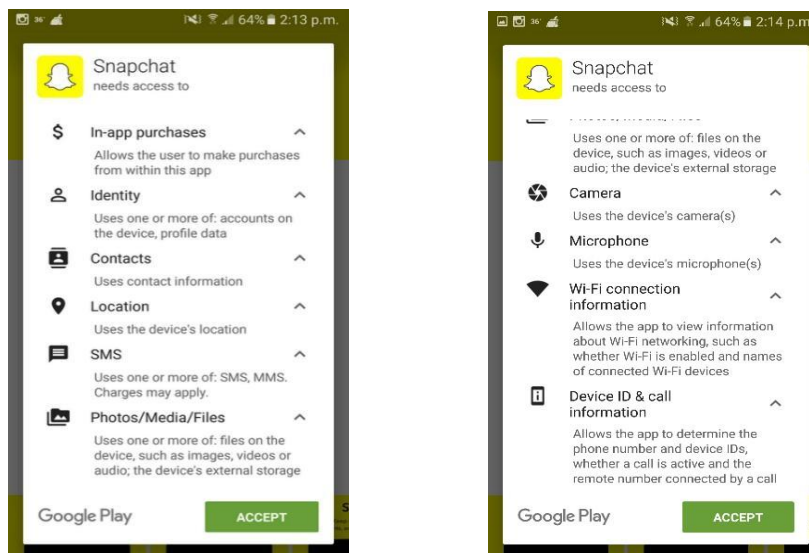 36°
64% 2:13 p.m.
Snapchat
needs access to
In-app purchases
Allows the user to make purchases
from within this app
Identity
Uses one or more of: accounts on
the device, profile data
Contacts
Uses contact information
Location
Uses the device's location
SMS
Uses one or more of: SMS, MMS.
Charges may apply.
Photos/Media/Files
Uses one or more of: files on the
device, such as images, videos or
audio; the device's external storage
Google Play
ACCEPT
36°
64% 2:14 p.m
Snapchat
needs access to
Photos/Media/Files
Uses one or more of: files on the
device, such as images, videos or
audio; the device's external storage
Camera
Uses the device's camera(s)
Microphone
Uses the device's microphone(s)
Wi-Fi connection
information
Allows the app to view information
about Wi-Fi networking, such as
whether Wi-Fi is enabled and names
of connected Wi-Fi devices
Device ID & call
information
Allows the app to determine the
phone number and device IDs,
whether a call is active and the
remote number connected by a call
Google Play
ACCEPT